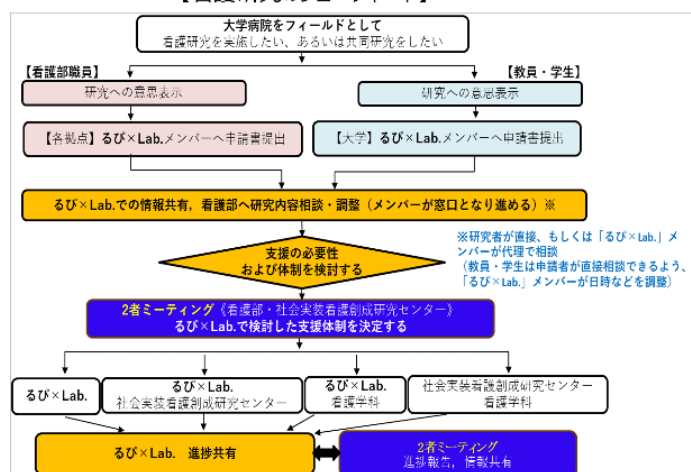 大学病院をフィールドとして
看護研究を実施したい、あるいは共同研究をしたい
【看護部職員】
【教員・学生】
研究への意思表示
研究への意思表示
【各拠点】るぴ×Lab.メンバーへ申請書提出
【大学】るぴ×Lab.メンバーへ申請書提出
るぴ×Lab.での情報共有，看護部へ研究内容相談・調整（メンバーが窓口となり進める）※
※研究者が直接、もしくは「るぴ×Lab.」メ
ンバーが代理で相談
（教員・学生は申請者が直接相談できるよう、
「るぴ×Lab.」メンバーが日時などを調整）
支援の必要性
および体制を検討する
2者ミーティング《看護部・社会実装看護創成研究センター》
るぴ×Lab.で検討した支援体制を決定する
るぴ×Lab.
るぴ×Lab.
社会実装看護創成研究センター
るぴ×Lab.
看護学科
社会実装看護創成研究センター
看護学科
るぴ×Lab. 進捗共有
2者ミーティング
進捗報告，情報共有